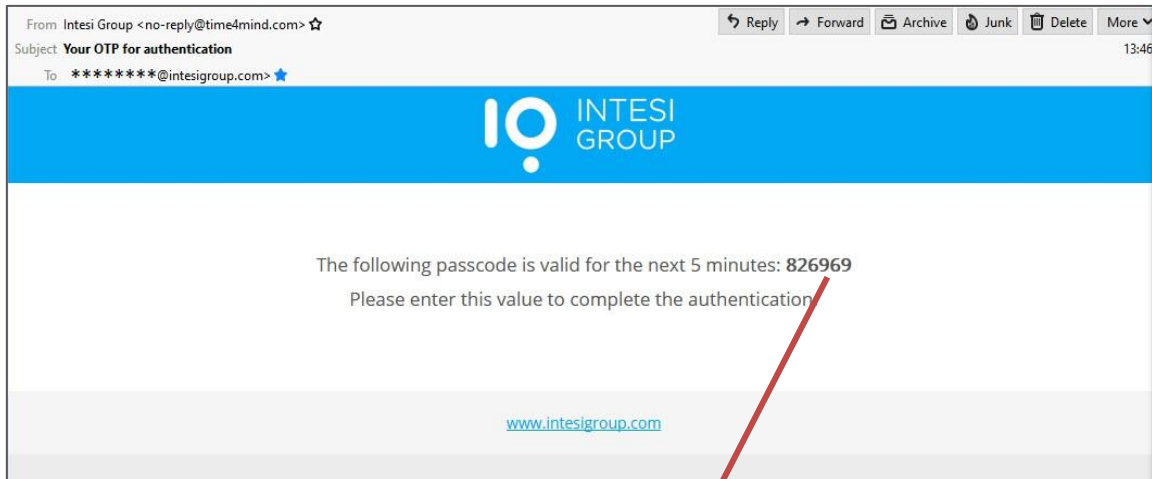 From Intesi Group <no-reply@time4mind.com>
Reply Forward Archive Junk Delete More
Subject Your OTP for authentication
13:46
To ********@intesigroup.com>
INTESI
GROUP
The following passcode is valid for the next 5 minutes: 826969
Please enter this value to complete the authentication
www.intesigroup.com